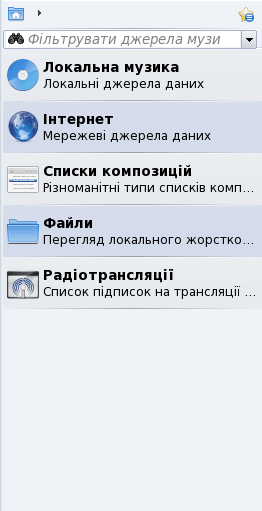 Фільтрувати джерела музи
Локальна музика
Локальні джерела даних
Інтернет
Мережеві джерела даних
Списки композицій
Різноманітні типи списків комп...
Файли
Перегляд локального жорстко...
Радіотрансляції
Список підписок на трансляції ...